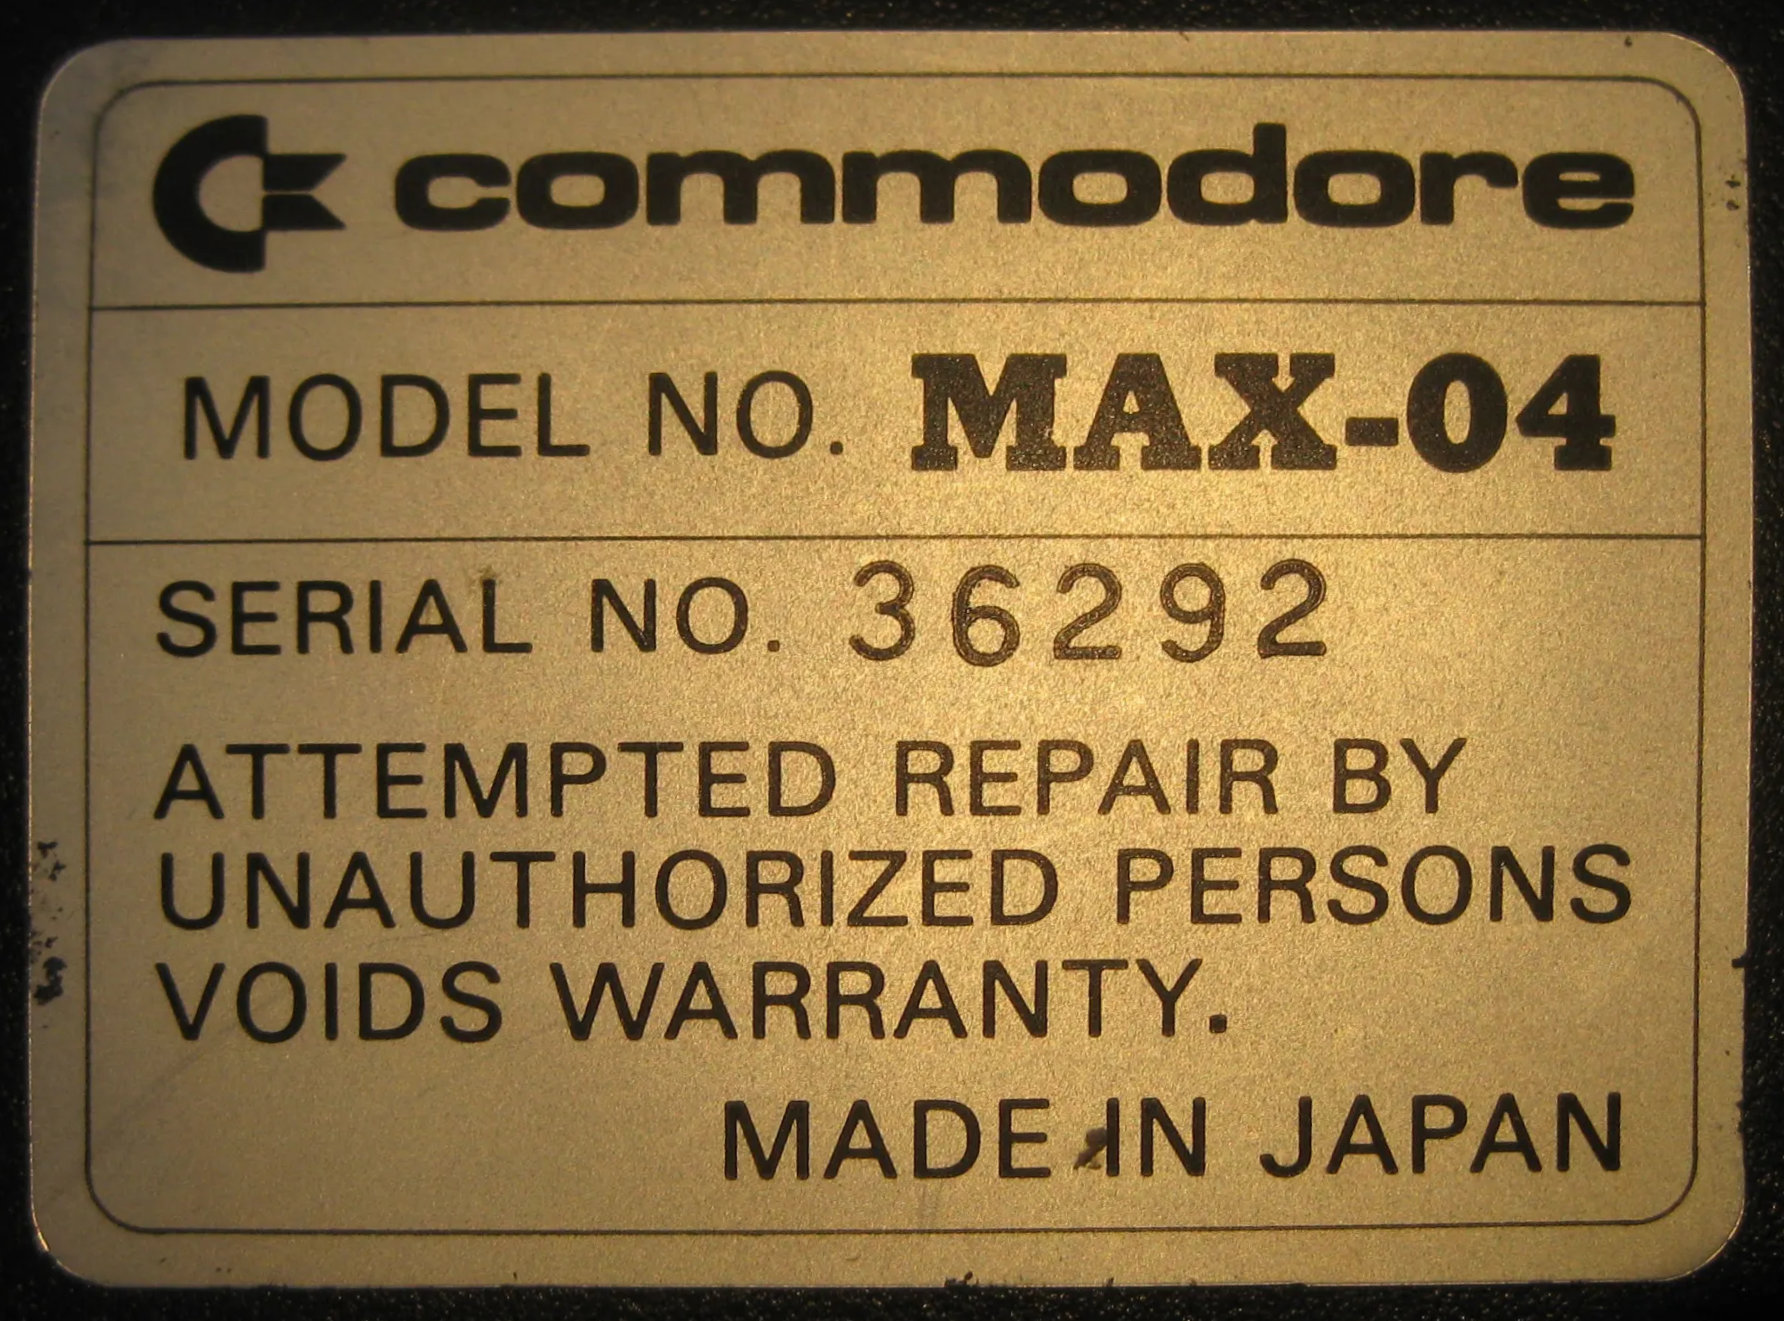 commodore
MODEL NO. MAX-04
SERIAL NO. 36292
ATTEMPTED REPAIR BY
UNAUTHORIZED PERSONS
VOIDS WARRANTY.
MADE IN JAPAN